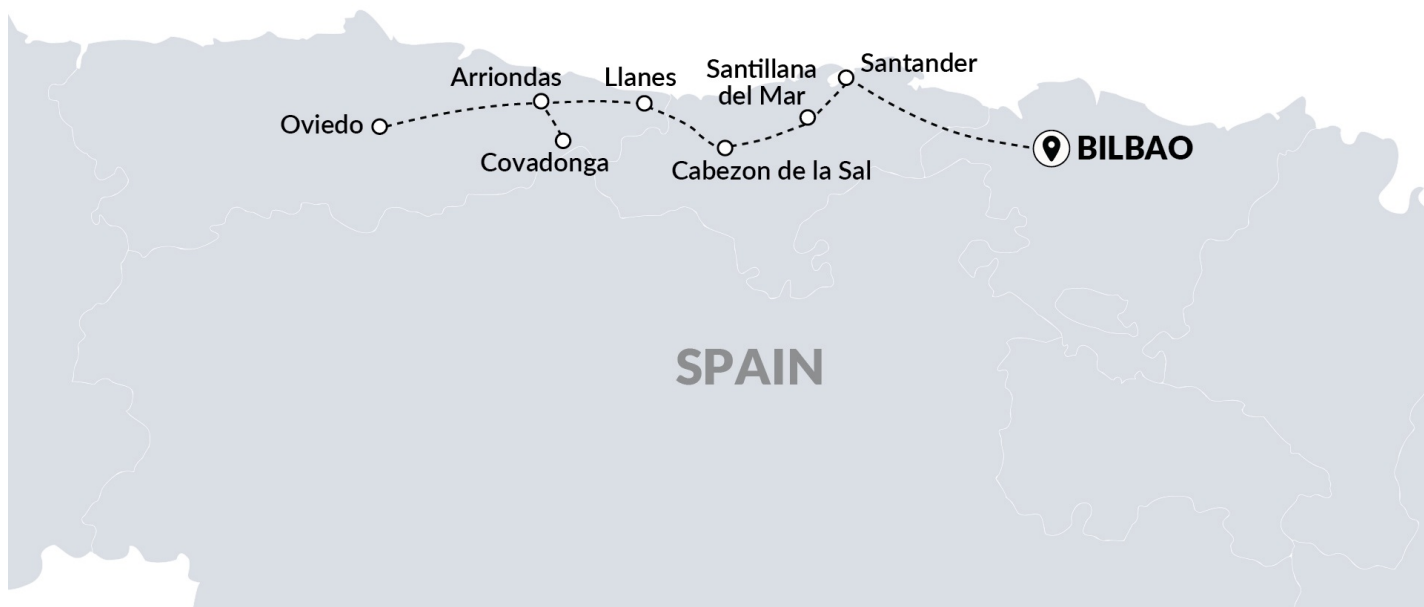 Santander
Arriondas
Llanes
Santillana
del Mar
Oviedo
BILBAO
Covadonga
Cabezon de la Sal
SPAIN